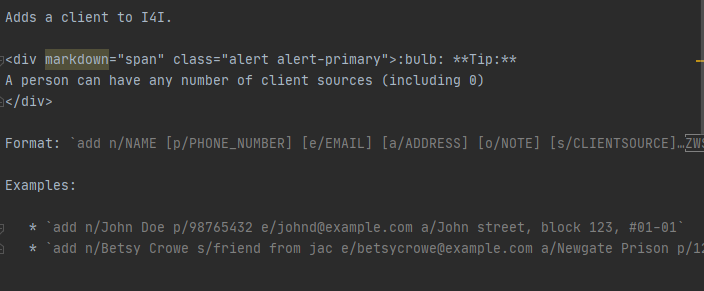 Adds a client to I4I.
<div markdown="span" class="alert alert-primary">:bulb: **Tip:**
A person can have any number of client sources (including 0)
</div>
Format: `add n/NAME [p/PHONE_NUMBER] [e/EMAIL] [a/ADDRESS] [o/NOTE] [s/CLIENTSOURCE]…ZWS
Examples:
* `add n/John Doe p/98765432 e/johnd@example.com a/John street, block 123, #01-01`
* `add n/Betsy Crowe s/friend from jac e/betsycrowe@example.com a/Newgate Prison p/12